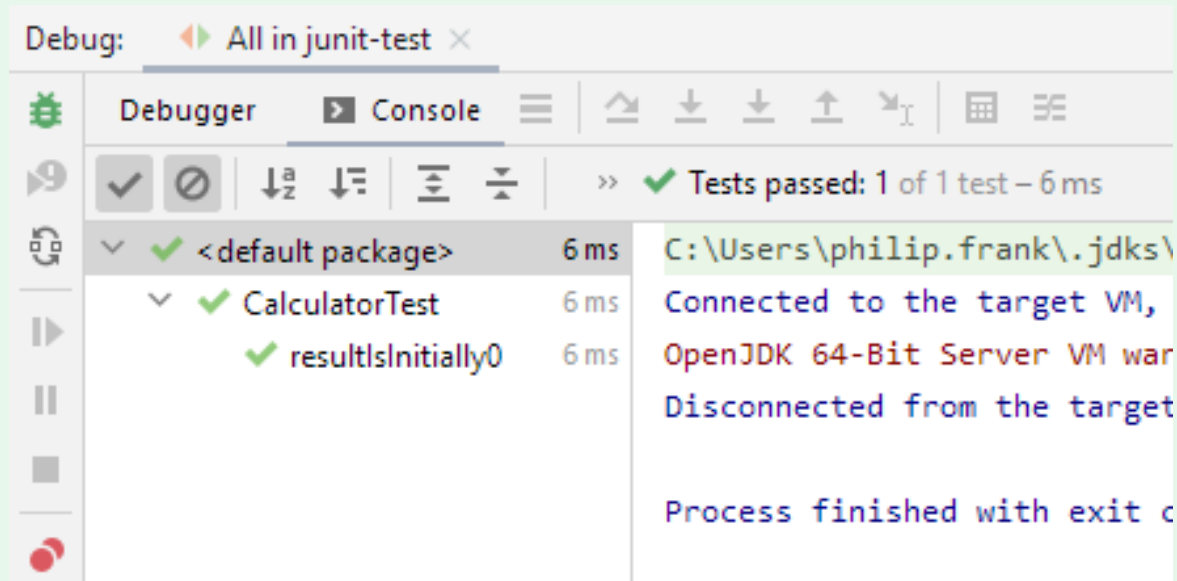 Debug: All in junit-test
Debugger Console
Tests passed: 1 of 1 test – 6 ms
<default package> 6 ms
CalculatorTest 6 ms
resultIsInitially0 6 ms
C:\Users\philip.frank\.jdks\
Connected to the target VM,
OpenJDK 64-Bit Server VM war
Disconnected from the target
Process finished with exit c